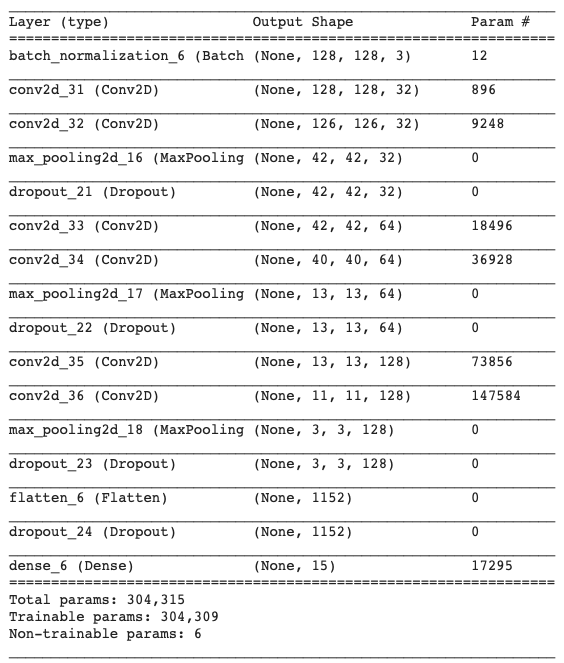 Layer (type) Output Shape Param #
batch_normalization_6 (Batch (None, 128, 128, 3) 12
conv2d_31 (Conv2D) (None, 128, 128, 32) 896
conv2d_32 (Conv2D) (None, 126, 126, 32) 9248
max_pooling2d_16 (MaxPooling (None, 42, 42, 32) 0
dropout_21 (Dropout) (None, 42, 42, 32) 0
conv2d_33 (Conv2D) (None, 42, 42, 64) 18496
conv2d_34 (Conv2D) (None, 40, 40, 64) 36928
max_pooling2d_17 (MaxPooling (None, 13, 13, 64) 0
dropout_22 (Dropout) (None, 13, 13, 64) 0
conv2d_35 (Conv2D) (None, 13, 13, 128) 73856
conv2d_36 (Conv2D) (None, 11, 11, 128) 147584
max_pooling2d_18 (MaxPooling (None, 3, 3, 128) 0
dropout_23 (Dropout) (None, 3, 3, 128) 0
flatten_6 (Flatten) (None, 1152) 0
dropout_24 (Dropout) (None, 1152) 0
dense_6 (Dense) (None, 15) 17295
Total params: 304,315
Trainable params: 304,309
Non-trainable params: 6